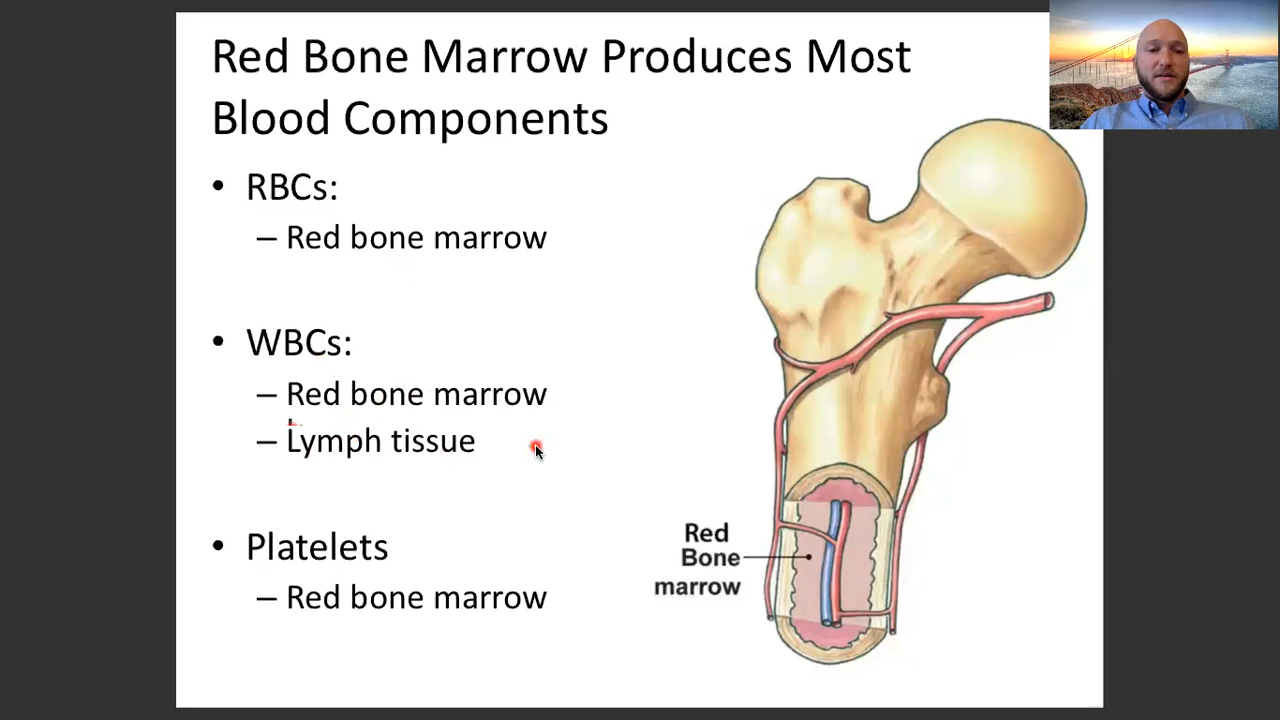 Red Bone Marrow Produces Most
Blood Components
• RBCs:
– Red bone marrow
• WBCs:
– Red bone marrow
– Lymph tissue
• Platelets
– Red bone marrow
Red
Bone
marrow